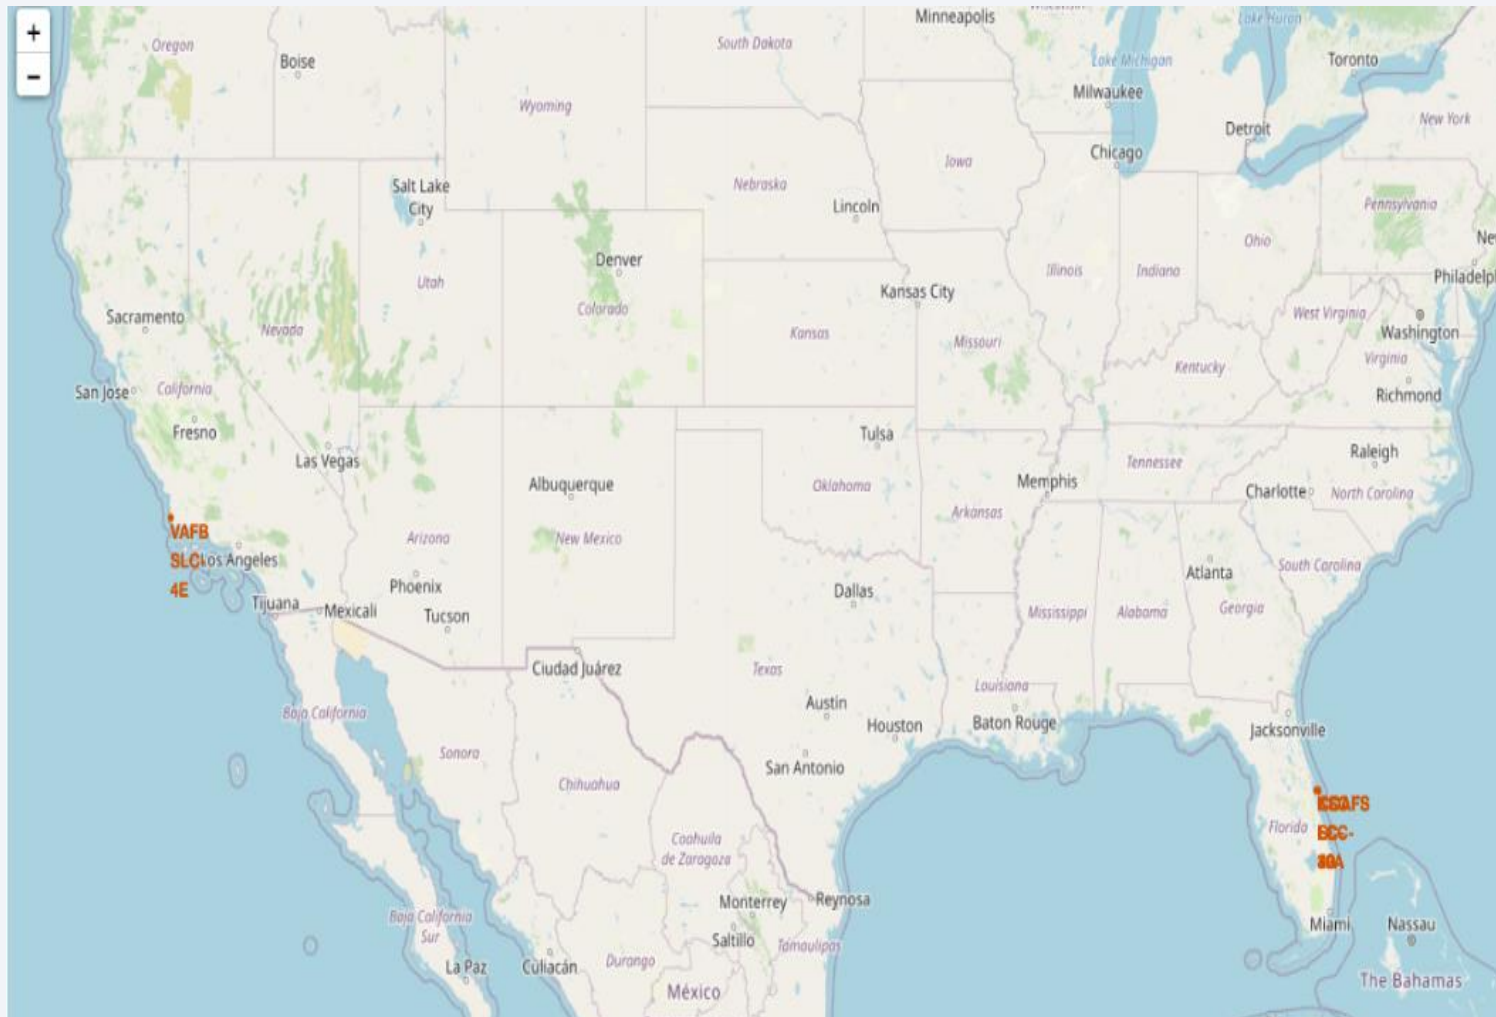 +
−
Minneapolis
Wisconsin
Lake Huron
Oregon
South Dakota
Boise
Lake Michigan
Toronto
Milwaukee
Wyoming
New York
Detroit
Chicago
Iowa
Salt Lake
City
Nebraska
Lincoln
Pennsylvania
Ohio
New
Denver
Illinois
Indiana
Philadelph
Utah
Kansas City
Colorado
Sacramento
Nevada
Kansas
Missouri
West Virginia
Washington
Virginia
Kentucky
San Jose
California
Richmond
Fresno
Tulsa
Raleigh
Las Vegas
Tennessee
Albuquerque
Oklahoma
Memphis
Charlotte
North Carolina
Arkansas
VAFB
Arizona
New Mexico
SLC-
Los Angeles
South Carolina
Atlanta
4E
Phoenix
Dallas
Tijuana
Mexicali
Tucson
Mississippi
Alabama
Georgia
Ciudad Juárez
Texas
Louisiana
Baja California
Austin
Houston
Baton Rouge
Jacksonville
Sonora
San Antonio
Chihuahua
Florida
Coahuila
de Zaragoza
Monterrey
Reynosa
Baja California
Sur
Saltillo
Tamaulipas
Miami
Nassau
La Paz
Culiacán
Durango
The Bahamas
México